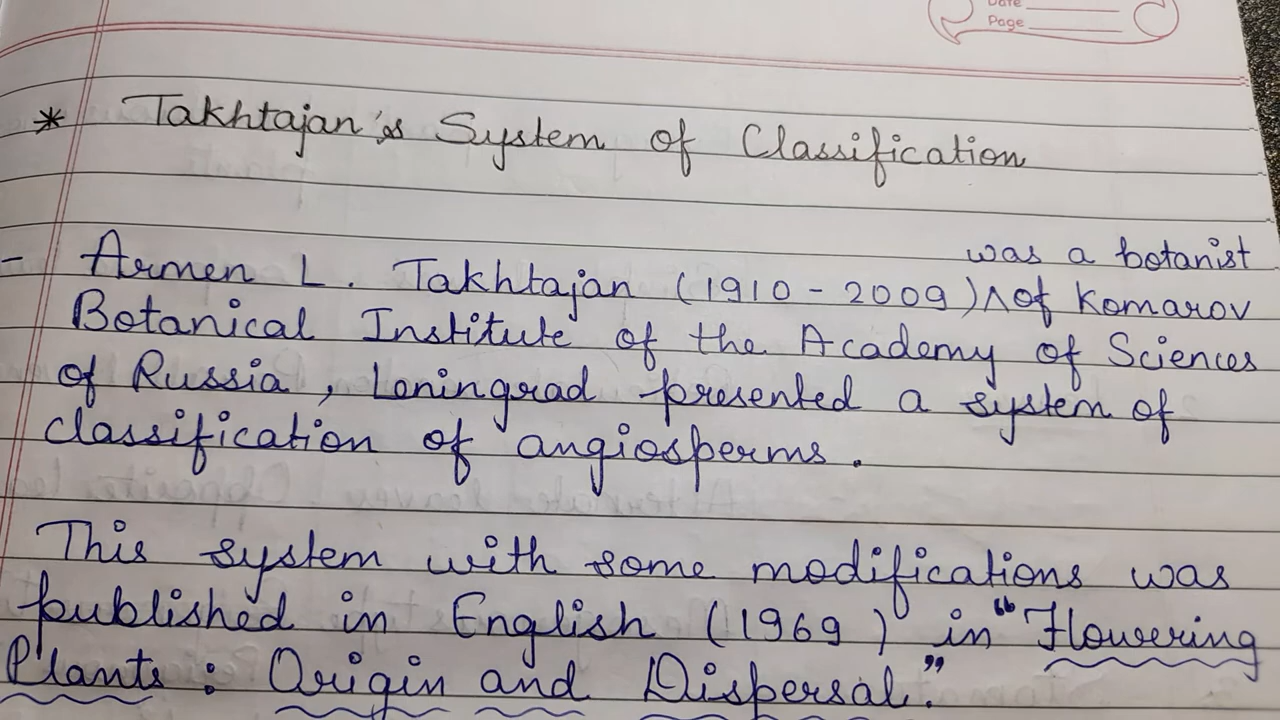 Date
Page
* Takhtajan's System of Classification
was a botanist
- Armen L. Takhtajan (1910 - 2009)^of Komarov
Botanical Institute of the Academy of Sciences
of Russia, Leningrad presented a system of
classification of angiosperms.
This system with some modifications was
published in English (1969) in "Flowering
Plants : Origin and Dispersal."